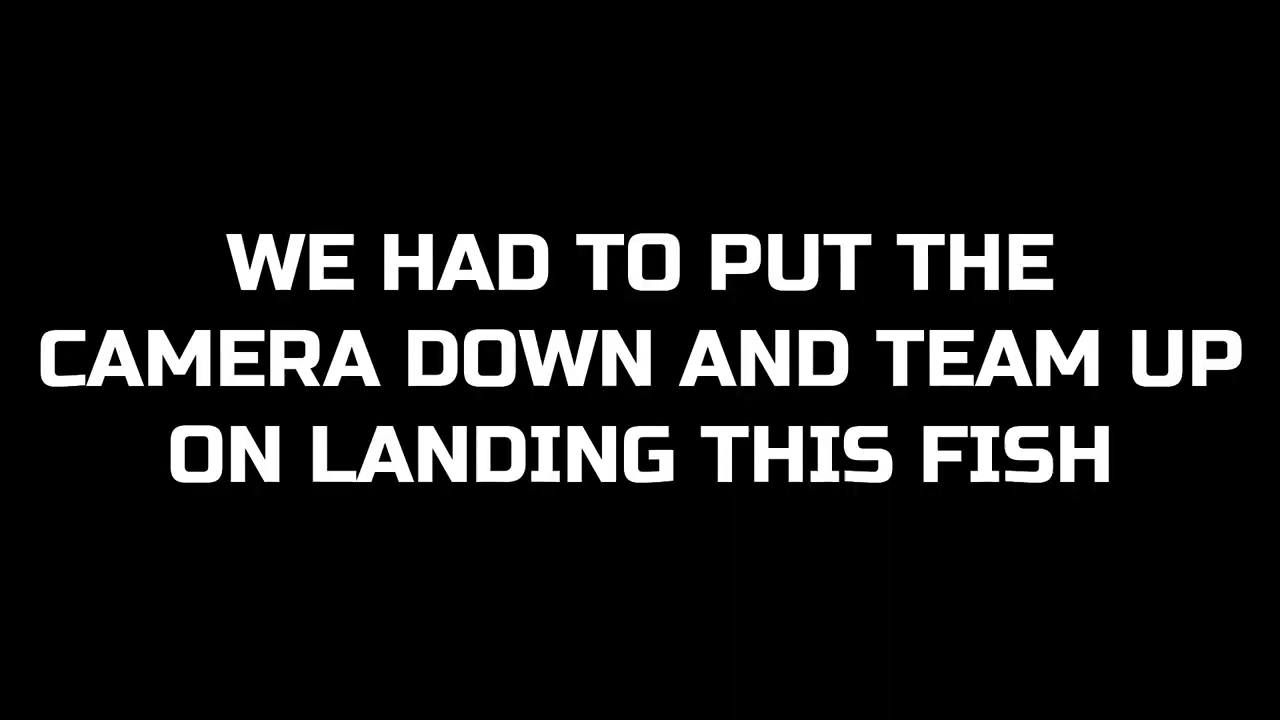 WE HAD TO PUT THE
CAMERA DOWN AND TEAM UP
ON LANDING THIS FISH